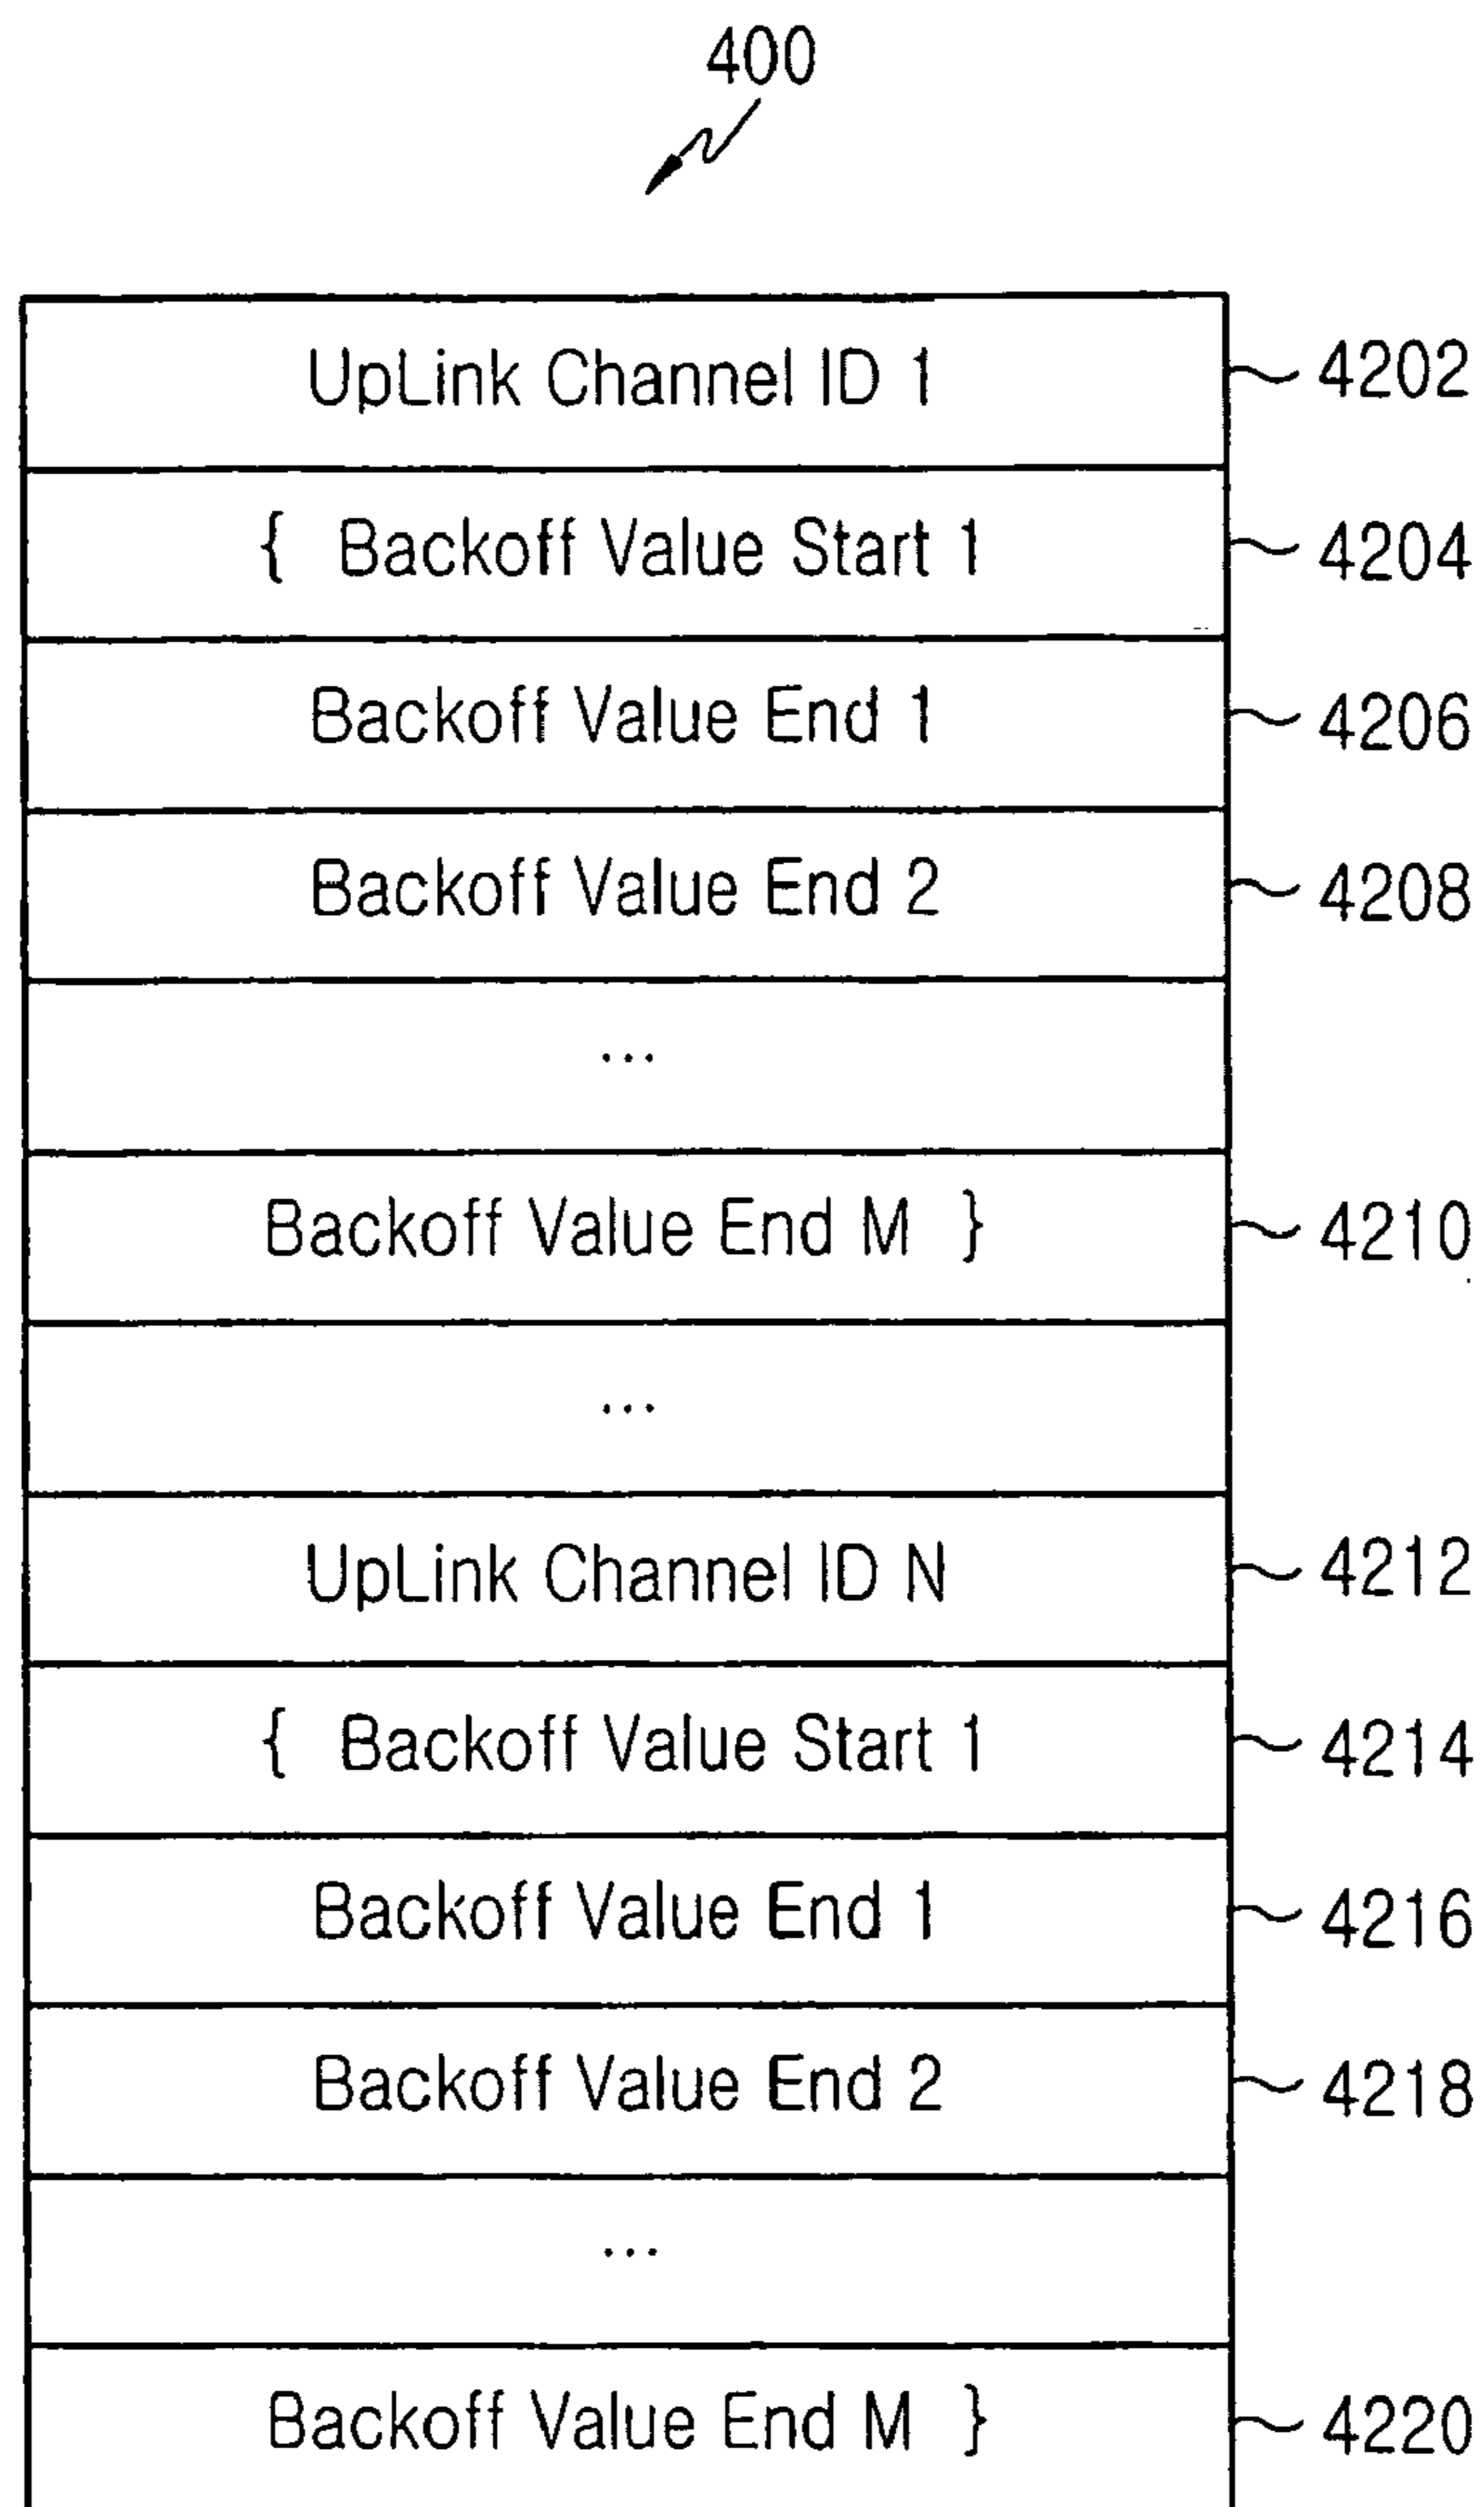 400
UpLink Channel ID 1 4202
{ Backoff Value Start 1 4204
Backoff Value End 1 4206
Backoff Value End 2 4208
...
Backoff Value End M } 4210
...
UpLink Channel ID N 4212
{ Backoff Value Start 1 4214
Backoff Value End 1 4216
Backoff Value End 2 4218
...
Backoff Value End M } 4220